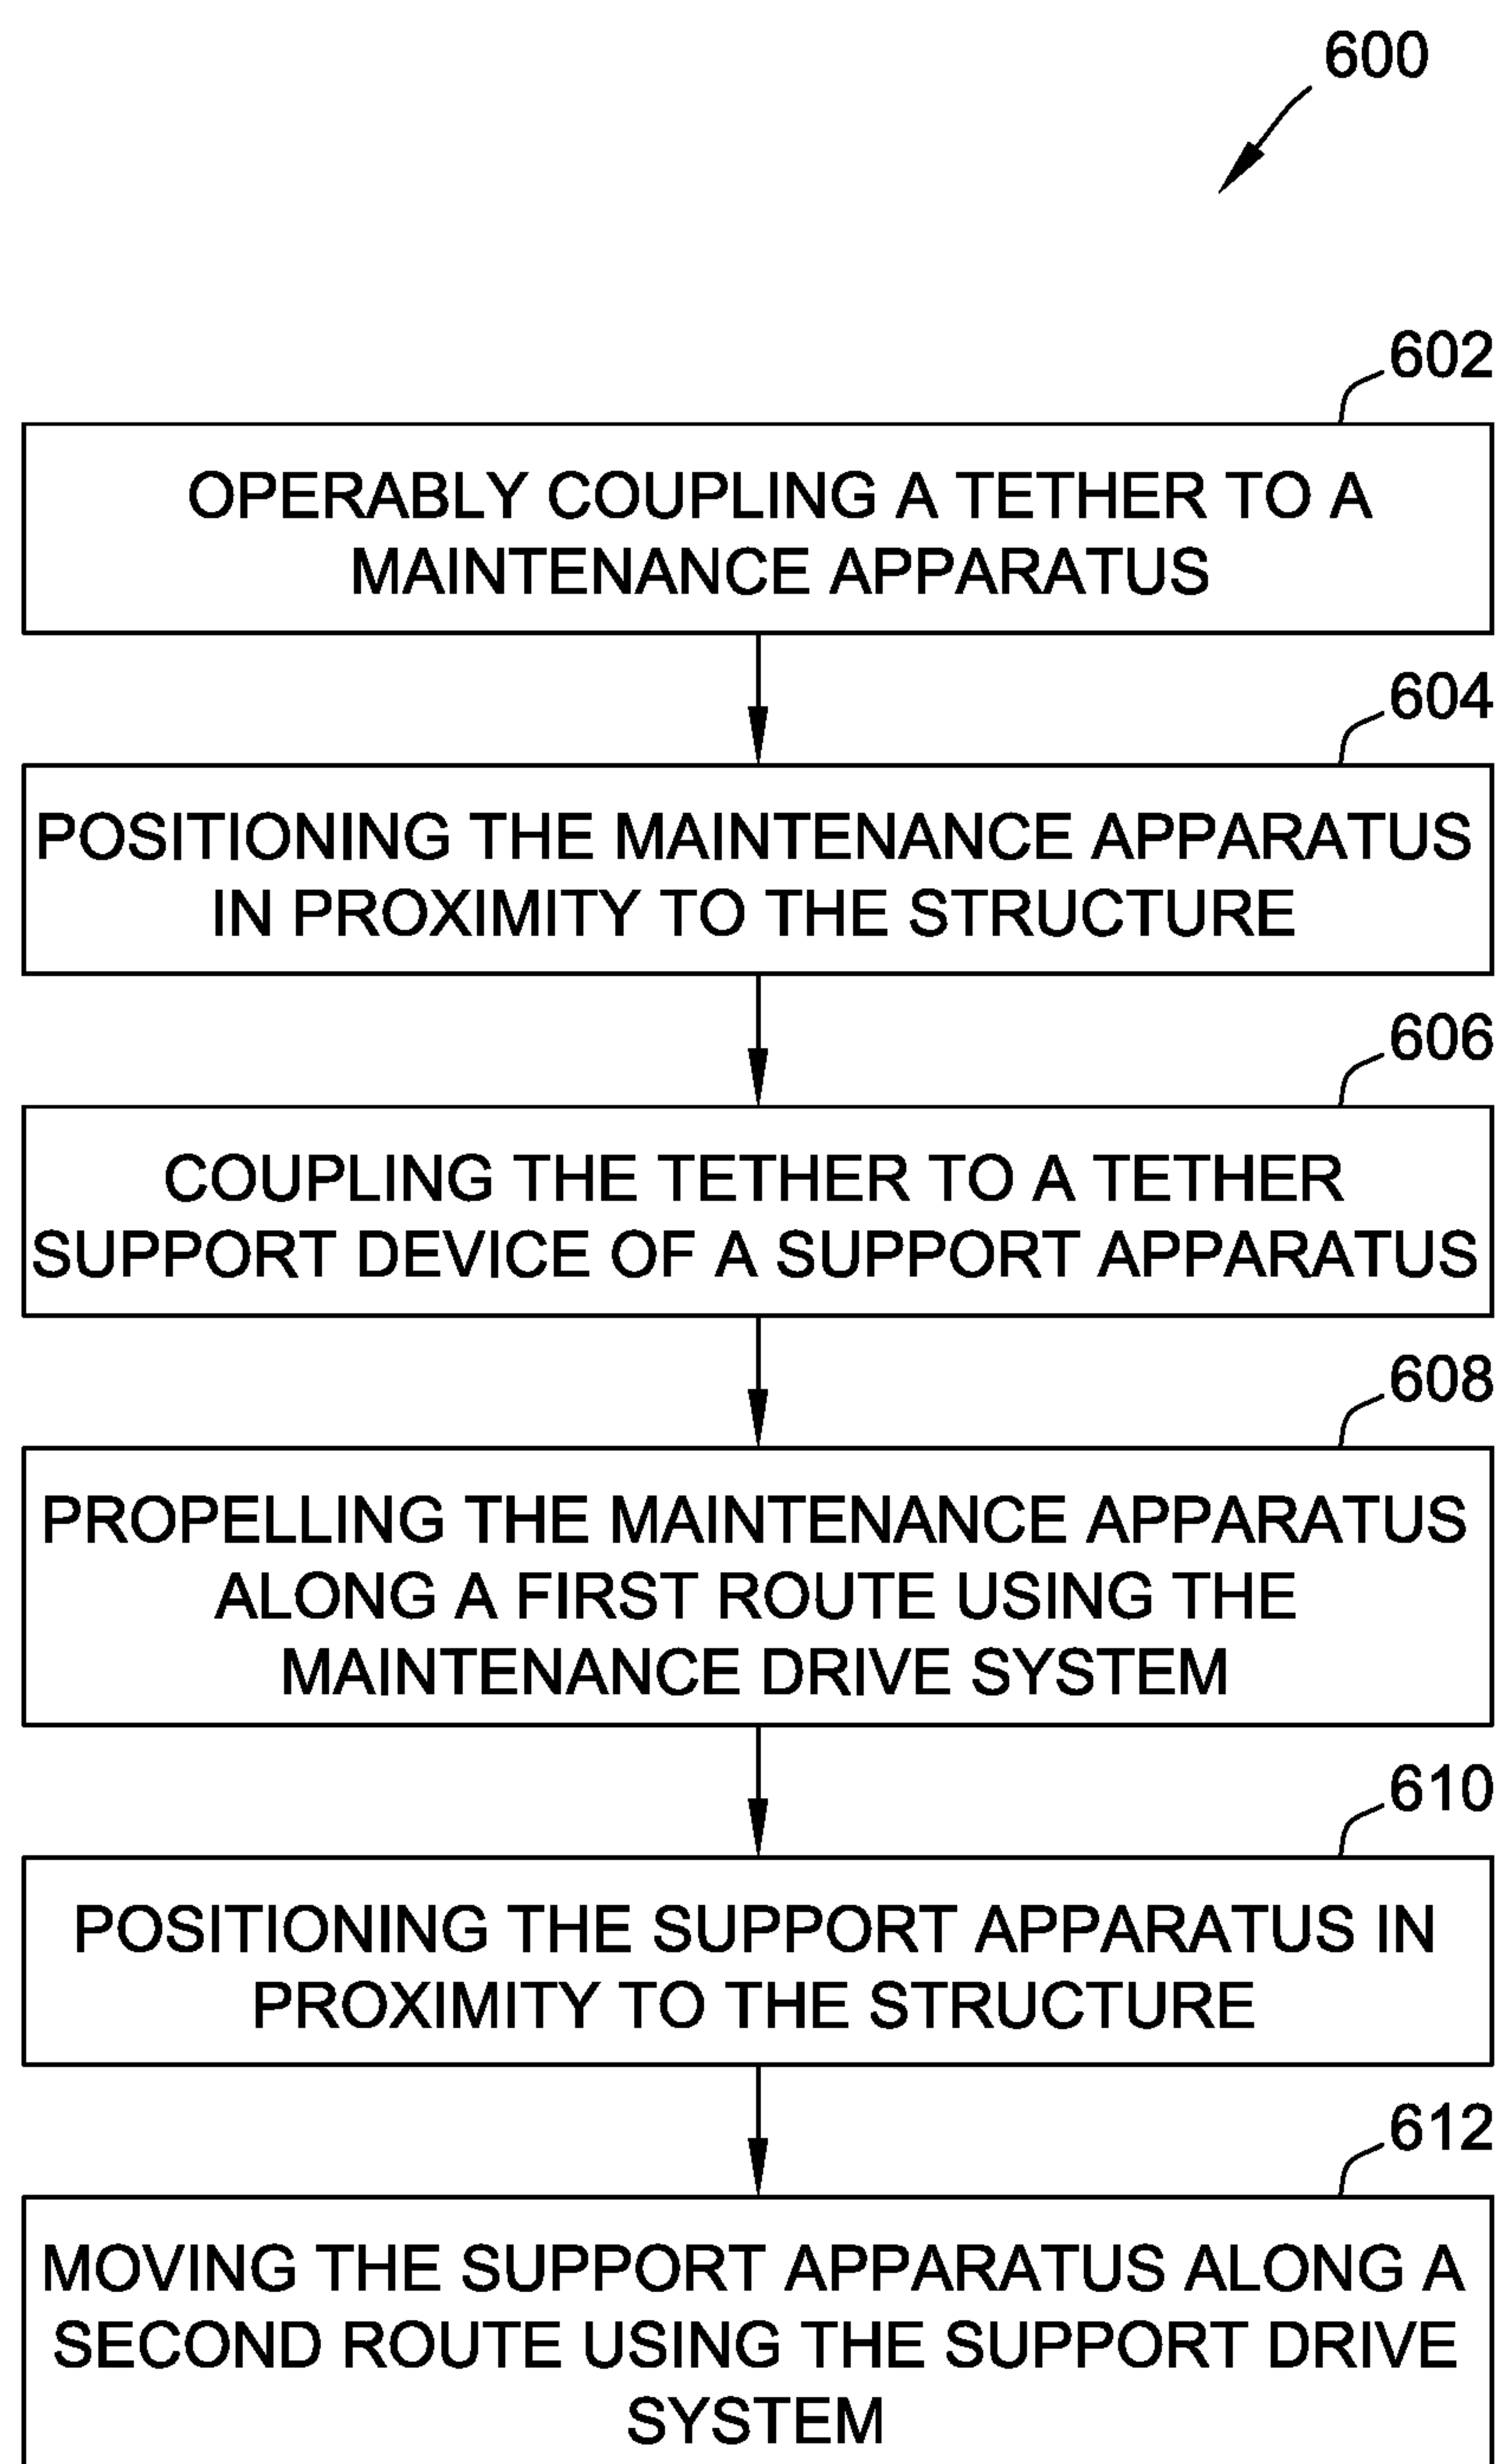 600
602
OPERABLY COUPLING A TETHER TO A
MAINTENANCE APPARATUS
604
POSITIONING THE MAINTENANCE APPARATUS
IN PROXIMITY TO THE STRUCTURE
606
COUPLING THE TETHER TO A TETHER
SUPPORT DEVICE OF A SUPPORT APPARATUS
608
PROPELLING THE MAINTENANCE APPARATUS
ALONG A FIRST ROUTE USING THE
MAINTENANCE DRIVE SYSTEM
610
POSITIONING THE SUPPORT APPARATUS IN
PROXIMITY TO THE STRUCTURE
612
MOVING THE SUPPORT APPARATUS ALONG A
SECOND ROUTE USING THE SUPPORT DRIVE
SYSTEM